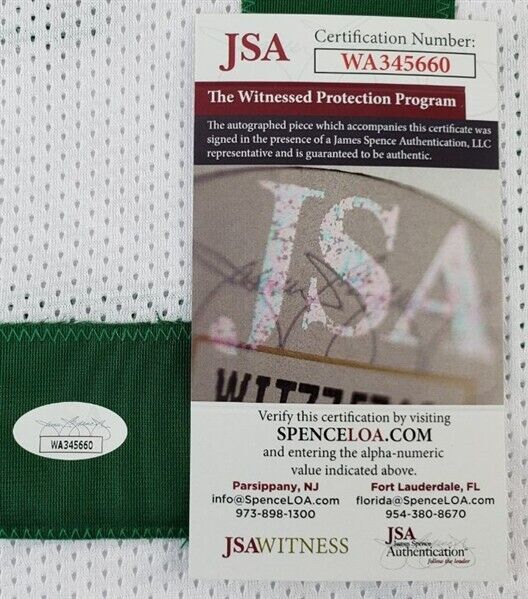 JSA
Certification Number:
WA345660
The Witnessed Protection Program
The autographed piece which accompanies this certificate was
signed in the presence of a James Spence Authentication, LLC
representative and is guaranteed to be authentic.
JSA
Verify this certification by visiting
SPENCELOA.COM
and entering the alpha-numeric
value indicated above.
Parsippany, NJ
info@SpenceLOA.com
973-898-1300
Fort Lauderdale, FL
florida@SpenceLOA.com
954-380-8670
JSAWITNESS
JSA
James Spence
Authentication
follow the leader
WA345660